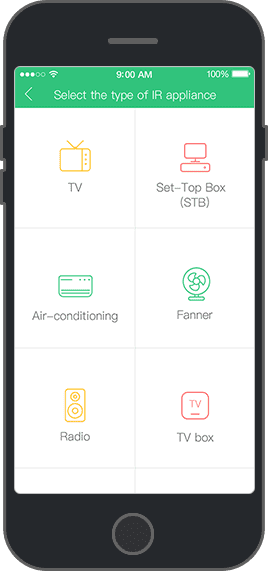 9:00 AM
100%
Select the type of IR appliance
TV
Set-Top Box
(STB)
Air-conditioning
Fanner
TV
Radio
TV box